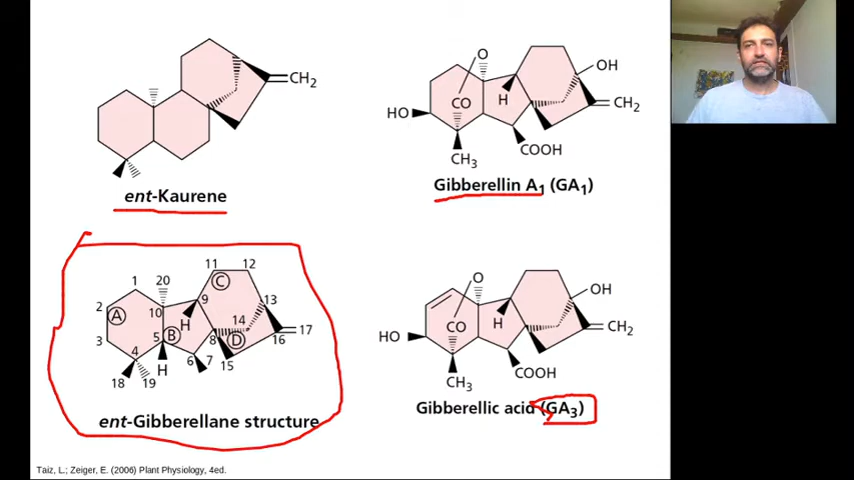 CH₂
ent-Kaurene
O
OH
CO
H
HO
CH₂
COOH
CH₃
Gibberellin A₁ (GA₁)
11 12
1 20 C
2 9 13
A 10 H 14 17
3 5 B 8 D 16
4 6 7 15
H
18 19
ent-Gibberellane structure
O
OH
CO
H
HO
CH₂
COOH
CH₃
Gibberellic acid (GA₃)
Taiz, L.; Zeiger, E. (2006) Plant Physiology, 4ed.